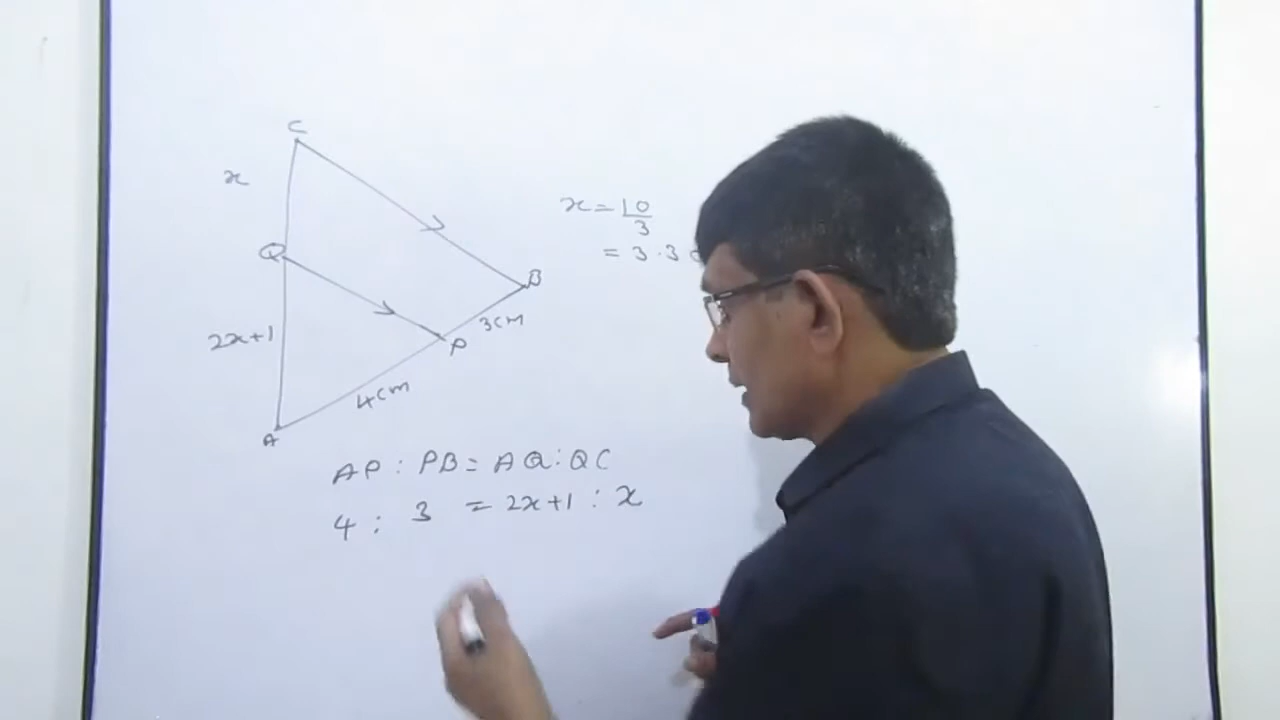 C
x
Q
2x+1
A
B
3cm
P
4cm
x = 10/3
= 3.3
AP : PB = AQ : QC
4 : 3 = 2x+1 : x